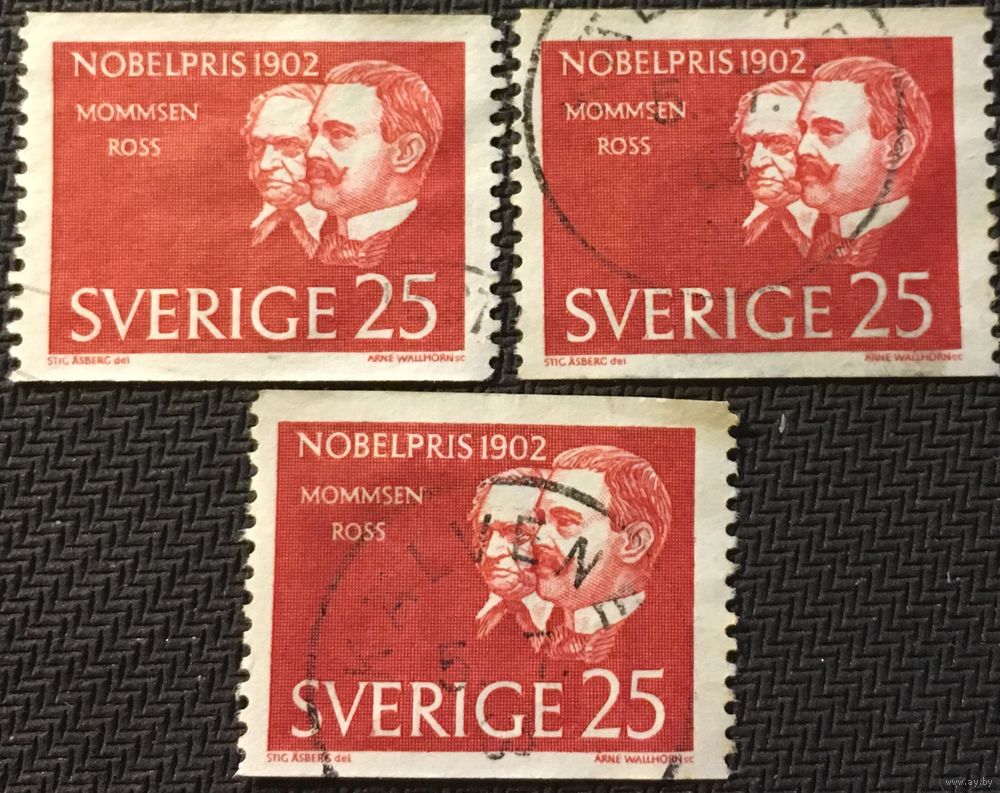 NOBELPRIS 1902
MOMMSEN
ROSS
SVERIGE 25
STIG ÅSBERG del
ARNE WALLHORN sc
NOBELPRIS 1902
MOMMSEN
ROSS
SVERIGE 25
STIG ÅSBERG del
ARNE WALLHORN sc
NOBELPRIS 1902
MOMMSEN
ROSS
SVERIGE 25
STIG ÅSBERG del
ARNE WALLHORN sc
www.ay.by